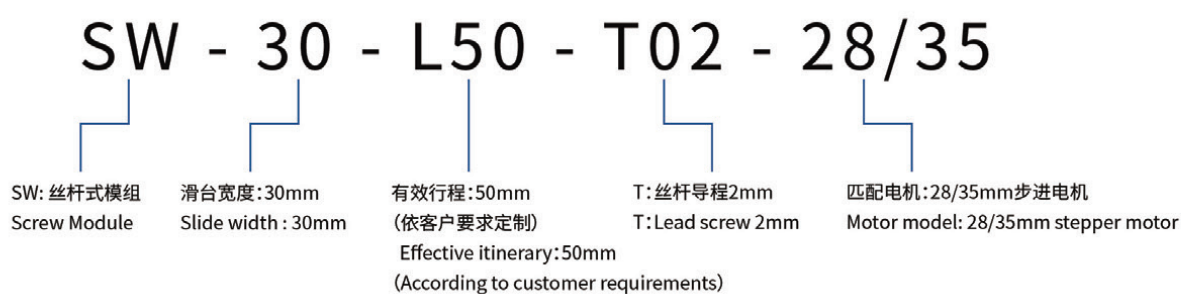 SW - 30 - L50 - T02 - 28/35
SW: 丝杆式模组
Screw Module
滑台宽度:30mm
Slide width : 30mm
有效行程:50mm
(依客户要求定制)
Effective itinerary:50mm
(According to customer requirements)
T:丝杆导程2mm
T:Lead screw 2mm
匹配电机:28/35mm步进电机
Motor model: 28/35mm stepper motor